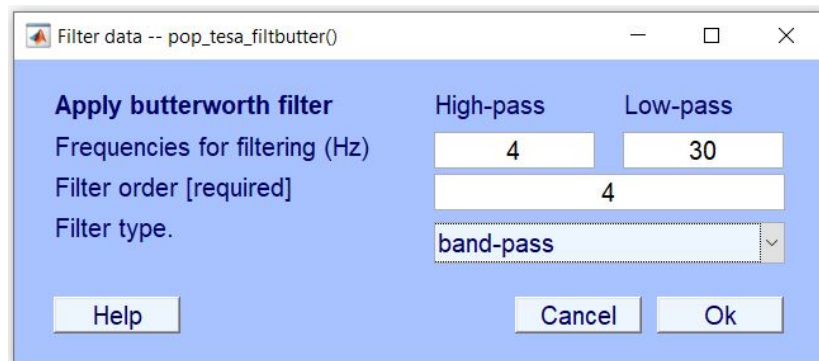 Filter data -- pop_tesa_filtbutter()
Apply butterworth filter High-pass Low-pass
Frequencies for filtering (Hz) 4 30
Filter order [required] 4
Filter type. band-pass
Help Cancel Ok